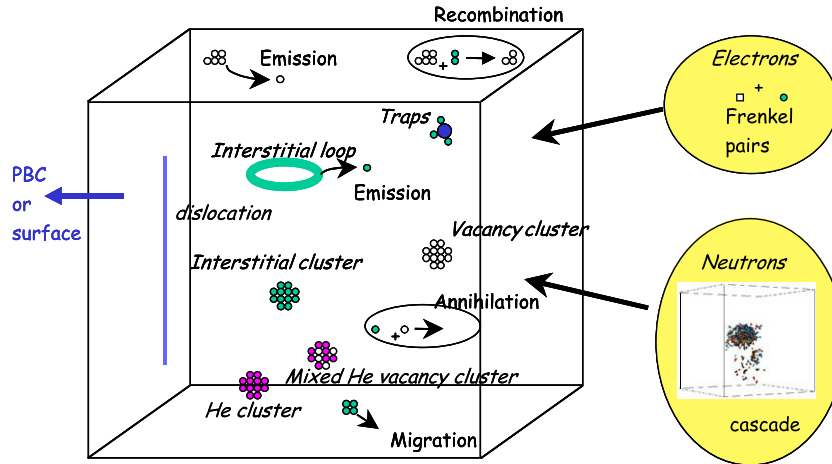 Recombination
Emission
+
Electrons
+
Frenkel
pairs
Traps
Interstitial loop
Emission
PBC
or
surface
dislocation
Vacancy cluster
Interstitial cluster
Neutrons
Annihilation
+
Mixed He vacancy cluster
He cluster
Migration
cascade